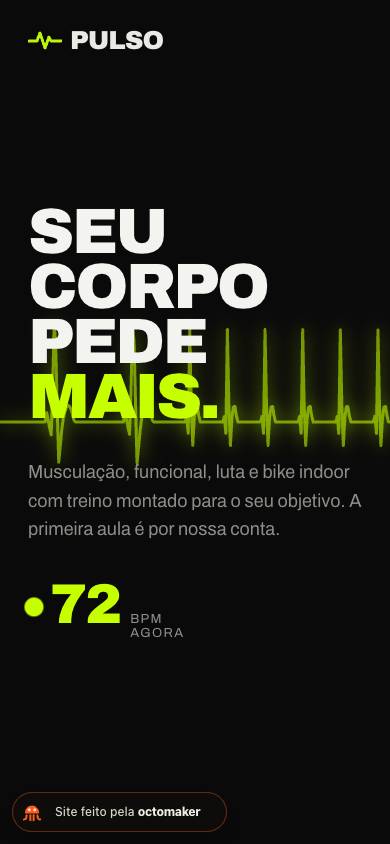 PULSO
SEU
CORPO
PEDE
MAIS.
Musculação, funcional, luta e bike indoor
com treino montado para o seu objetivo. A
primeira aula é por nossa conta.
72 BPM
AGORA
Site feito pela octomaker